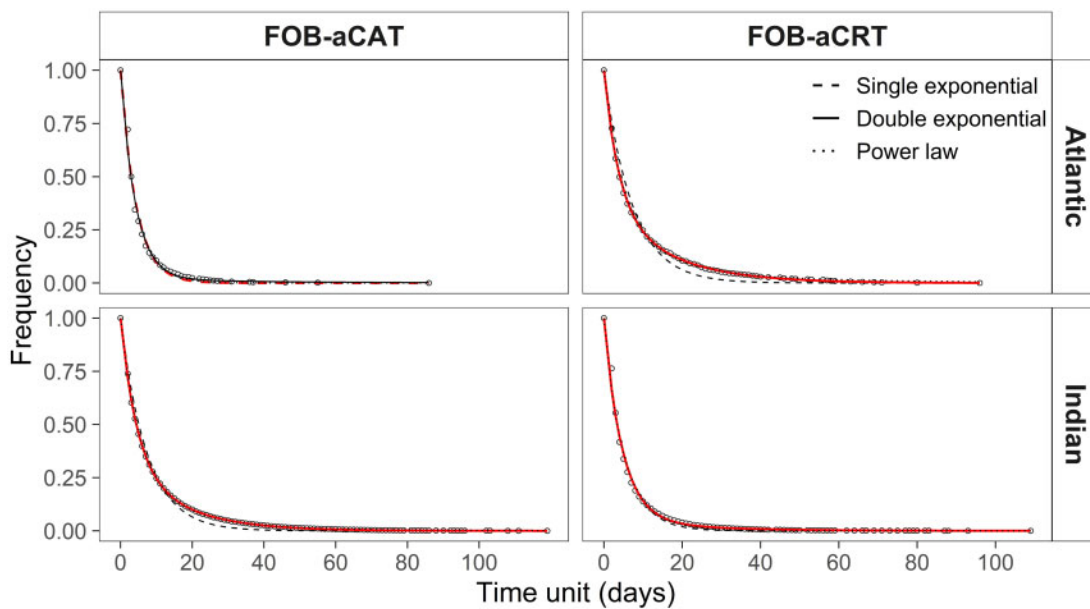 FOB-aCAT
FOB-aCRT
Frequency
1.00
0.75
0.50
0.25
0.00
Single exponential
Double exponential
Power law
Atlantic
1.00
0.75
0.50
0.25
0.00
Indian
0 20 40 60 80 100
0 20 40 60 80 100
Time unit (days)